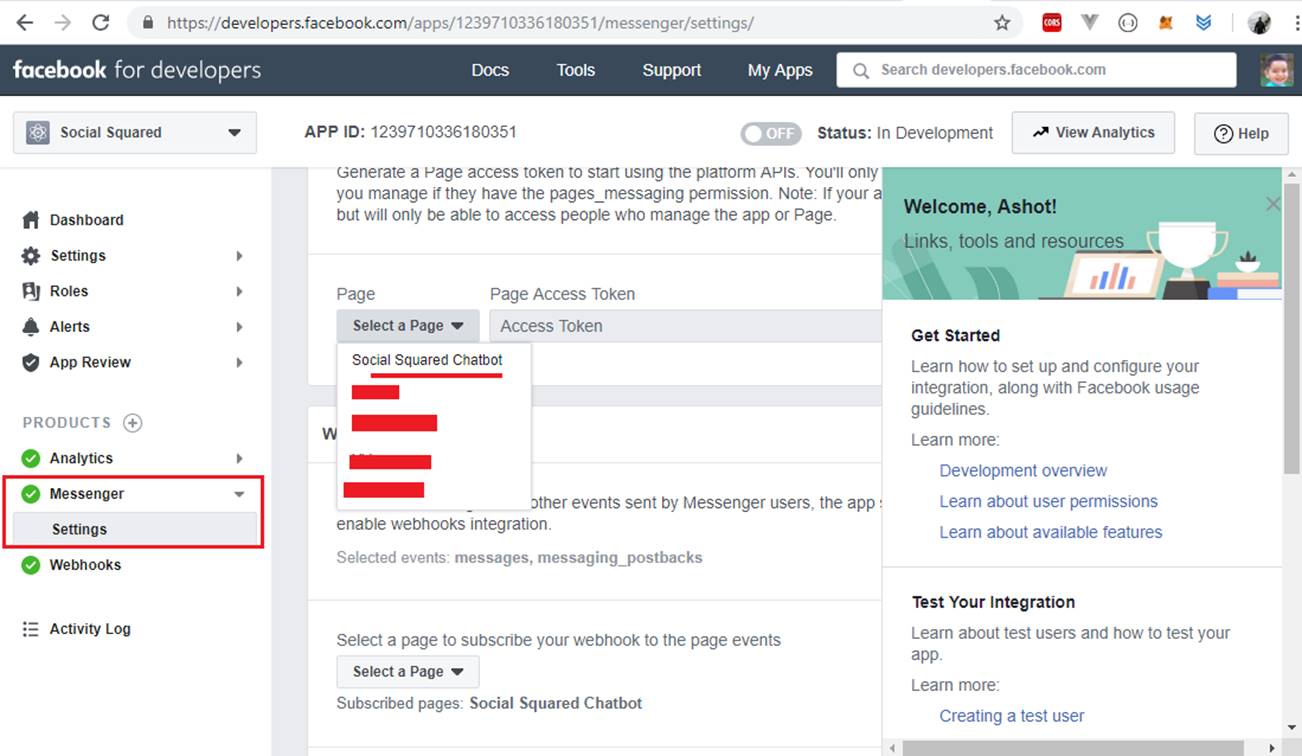 https://developers.facebook.com/apps/1239710336180351/messenger/settings/
CORS
facebook for developers
Docs
Tools
Support
My Apps
Search developers.facebook.com
Social Squared
APP ID: 1239710336180351
OFF
Status: In Development
View Analytics
Help
Dashboard
Settings
Roles
Alerts
App Review
PRODUCTS
Analytics
Messenger
Settings
Webhooks
Activity Log
Generate a Page access token to start using the platform APIs. You'll only
you manage if they have the pages_messaging permission. Note: If your a
but will only be able to access people who manage the app or Page.
Page
Page Access Token
Select a Page
Access Token
Social Squared Chatbot
W
other events sent by Messenger users, the app s
enable webhooks integration.
Selected events: messages, messaging_postbacks
Select a page to subscribe your webhook to the page events
Select a Page
Subscribed pages: Social Squared Chatbot
Welcome, Ashot!
Links, tools and resources
Get Started
Learn how to set up and configure your
integration, along with Facebook usage
guidelines.
Learn more:
Development overview
Learn about user permissions
Learn about available features
Test Your Integration
Learn about test users and how to test your
app.
Learn more:
Creating a test user